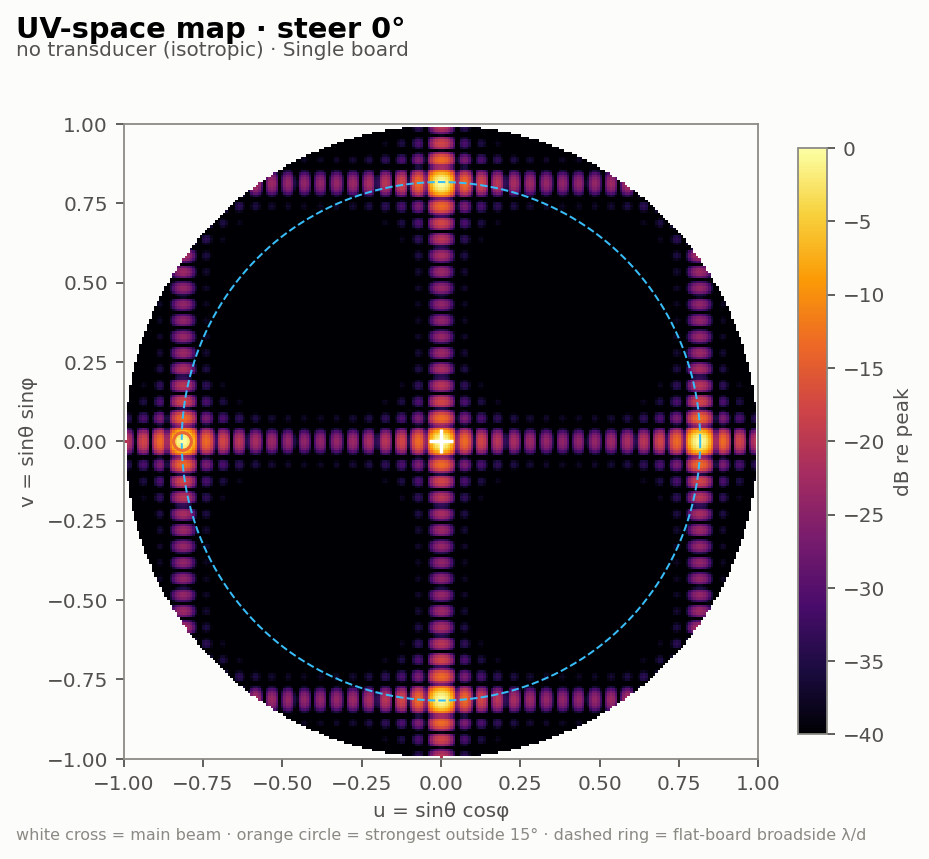 UV-space map · steer 0°
no transducer (isotropic) · Single board
1.00
0.75
0.50
0.25
0.00
−0.25
−0.50
−0.75
−1.00
v = sinθ sinφ
−1.00 −0.75 −0.50 −0.25 0.00 0.25 0.50 0.75 1.00
u = sinθ cosφ
0
−5
−10
−15
−20
−25
−30
−35
−40
dB re peak
white cross = main beam · orange circle = strongest outside 15° · dashed ring = flat-board broadside λ/d